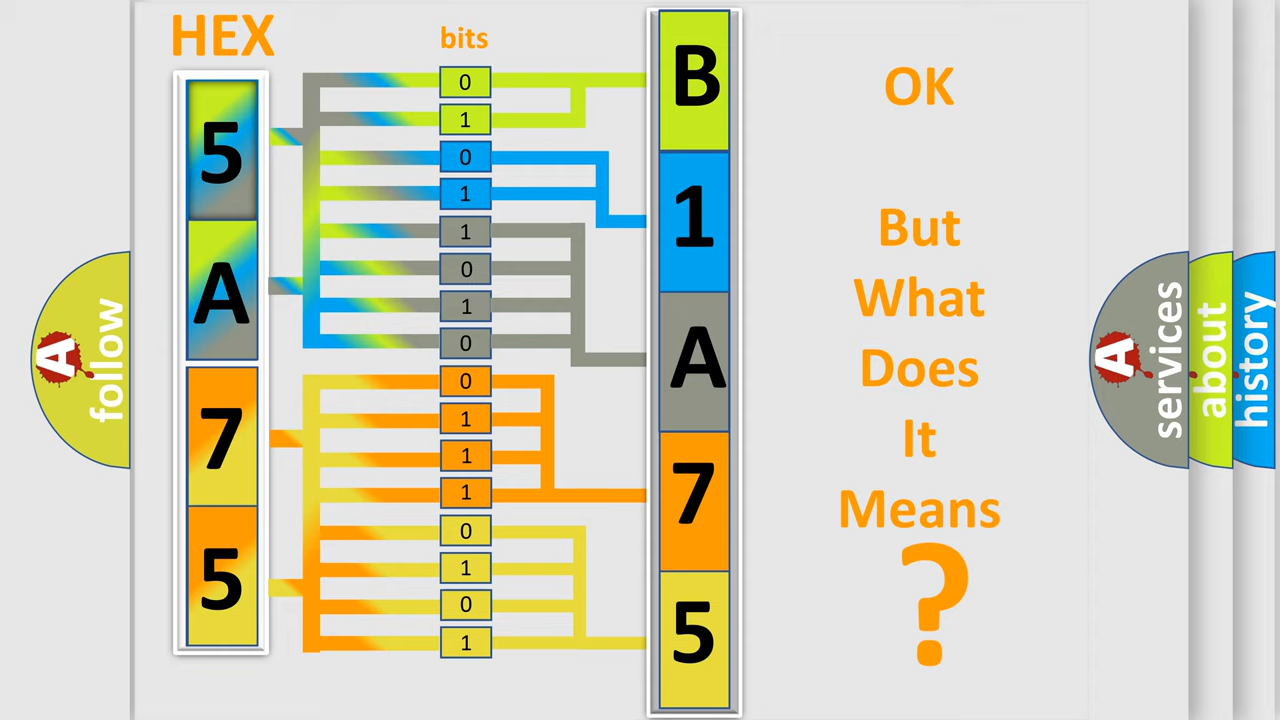 HEX
bits
5
A
7
5
0
1
0
1
1
0
1
0
0
1
1
1
0
1
0
1
B
1
A
7
5
OK
But
What
Does
It
Means
?
A
follow
A
services
about
history